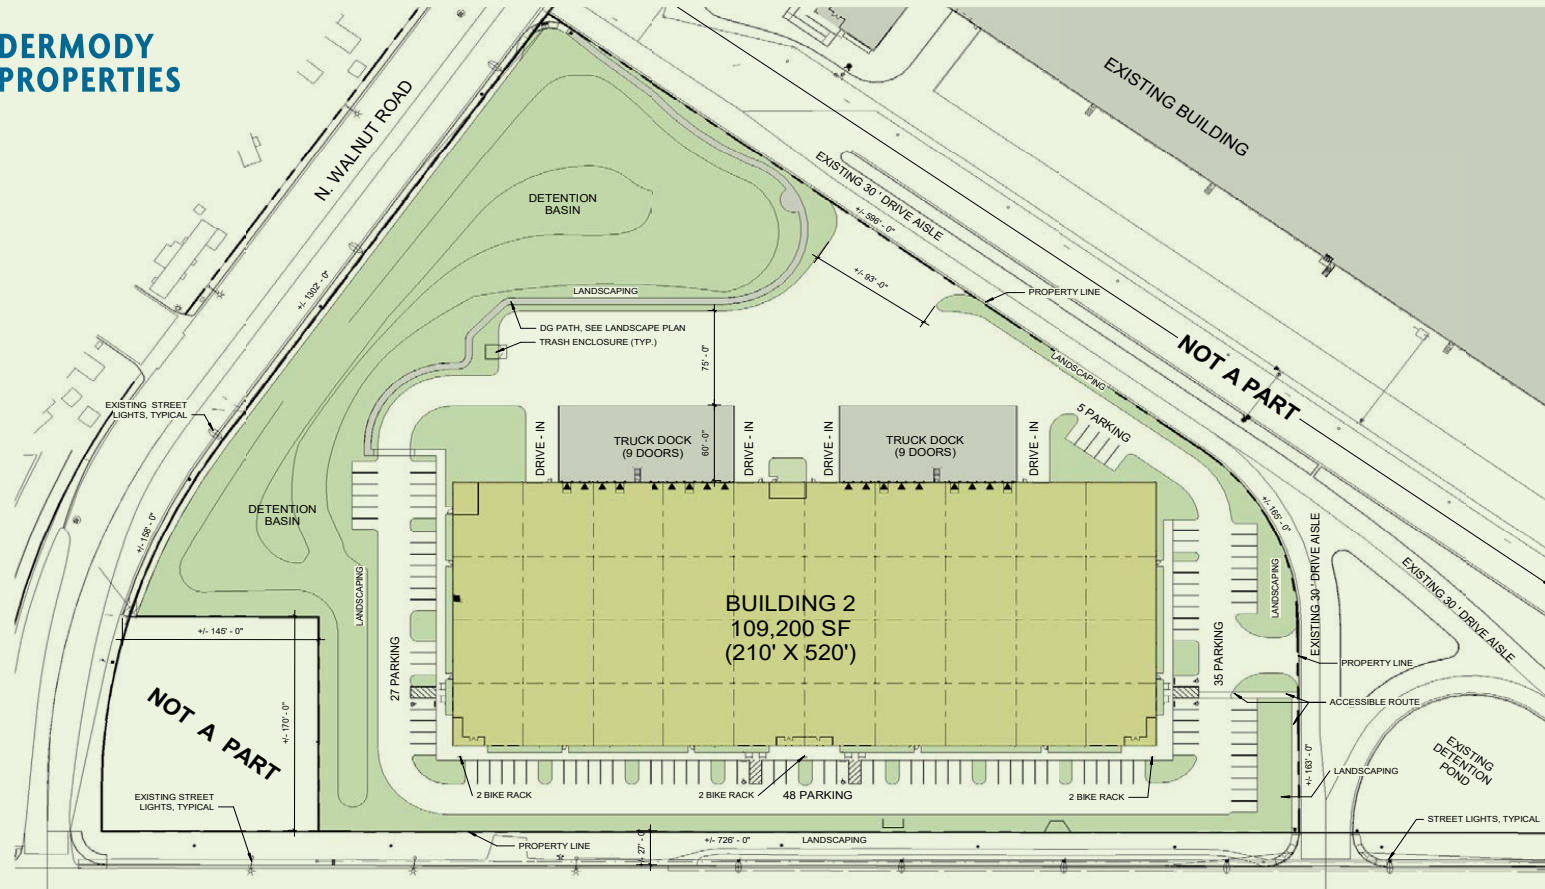 DERMODY
PROPERTIES
N. WALNUT ROAD
EXISTING BUILDING
EXISTING 30 ' DRIVE AISLE
+/- 596' - 0"
DETENTION
BASIN
+/- 1302' - 0"
+/- 93' -0"
LANDSCAPING
PROPERTY LINE
DG PATH, SEE LANDSCAPE PLAN
TRASH ENCLOSURE (TYP.)
75' - 0"
NOT A PART
LANDSCAPING
EXISTING STREET
LIGHTS, TYPICAL
5 PARKING
DRIVE - IN
TRUCK DOCK
(9 DOORS)
60' - 0"
DRIVE - IN
DRIVE - IN
TRUCK DOCK
(9 DOORS)
DRIVE - IN
DETENTION
BASIN
+/- 158' - 0"
+/- 165' - 0"
EXISTING 30 ' DRIVE AISLE
EXISTING 30 ' DRIVE AISLE
LANDSCAPING
LANDSCAPING
BUILDING 2
109,200 SF
(210' X 520')
+/- 145' - 0"
27 PARKING
35 PARKING
PROPERTY LINE
ACCESSIBLE ROUTE
NOT A PART
+/- 170' - 0"
EXISTING
DETENTION
POND
+/- 163' - 0"
LANDSCAPING
EXISTING STREET
LIGHTS, TYPICAL
2 BIKE RACK
2 BIKE RACK
48 PARKING
2 BIKE RACK
STREET LIGHTS, TYPICAL
PROPERTY LINE
+/- 27' - 0"
+/- 726' - 0"
LANDSCAPING